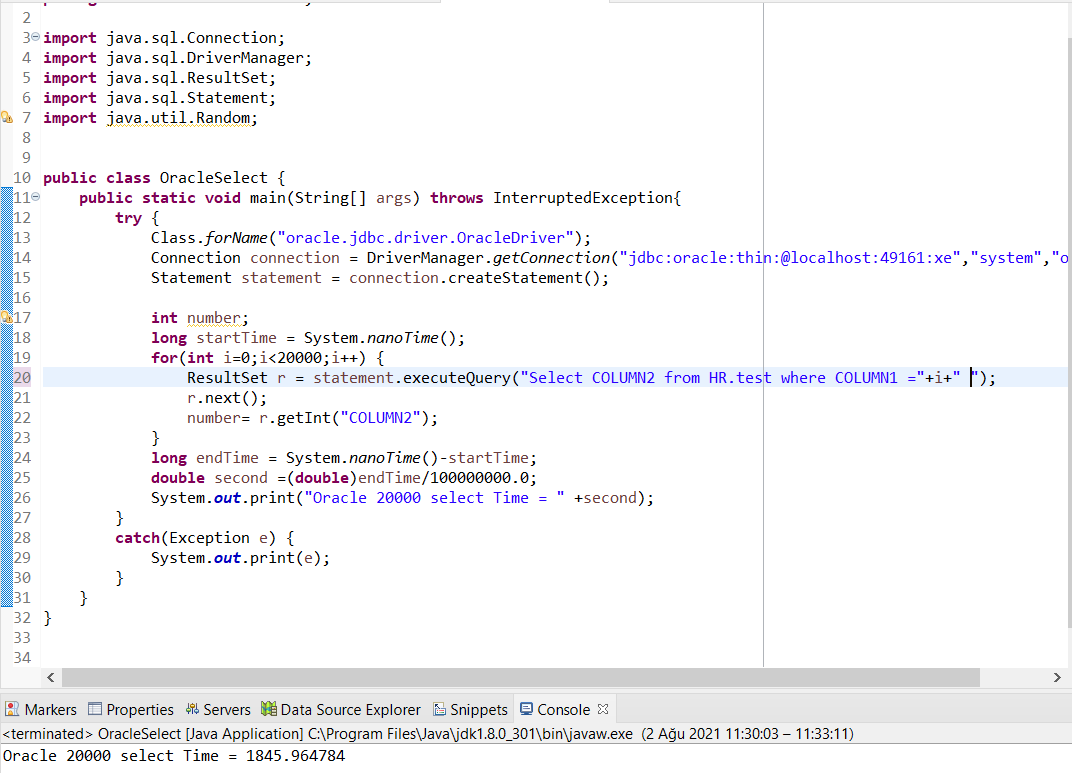 2
3 import java.sql.Connection;
4 import java.sql.DriverManager;
5 import java.sql.ResultSet;
6 import java.sql.Statement;
7 import java.util.Random;
8
9
10 public class OracleSelect {
11     public static void main(String[] args) throws InterruptedException{
12         try {
13             Class.forName("oracle.jdbc.driver.OracleDriver");
14             Connection connection = DriverManager.getConnection("jdbc:oracle:thin:@localhost:49161:xe","system","o
15             Statement statement = connection.createStatement();
16
17             int number;
18             long startTime = System.nanoTime();
19             for(int i=0;i<20000;i++) {
20                 ResultSet r = statement.executeQuery("Select COLUMN2 from HR.test where COLUMN1 ="+i+" ");
21                 r.next();
22                 number= r.getInt("COLUMN2");
23             }
24             long endTime = System.nanoTime()-startTime;
25             double second =(double)endTime/100000000.0;
26             System.out.print("Oracle 20000 select Time = " +second);
27         }
28         catch(Exception e) {
29             System.out.print(e);
30         }
31     }
32 }
33
34
Markers Properties Servers Data Source Explorer Snippets Console
<terminated> OracleSelect [Java Application] C:\Program Files\Java\jdk1.8.0_301\bin\javaw.exe (2 Ağu 2021 11:30:03 – 11:33:11)
Oracle 20000 select Time = 1845.964784